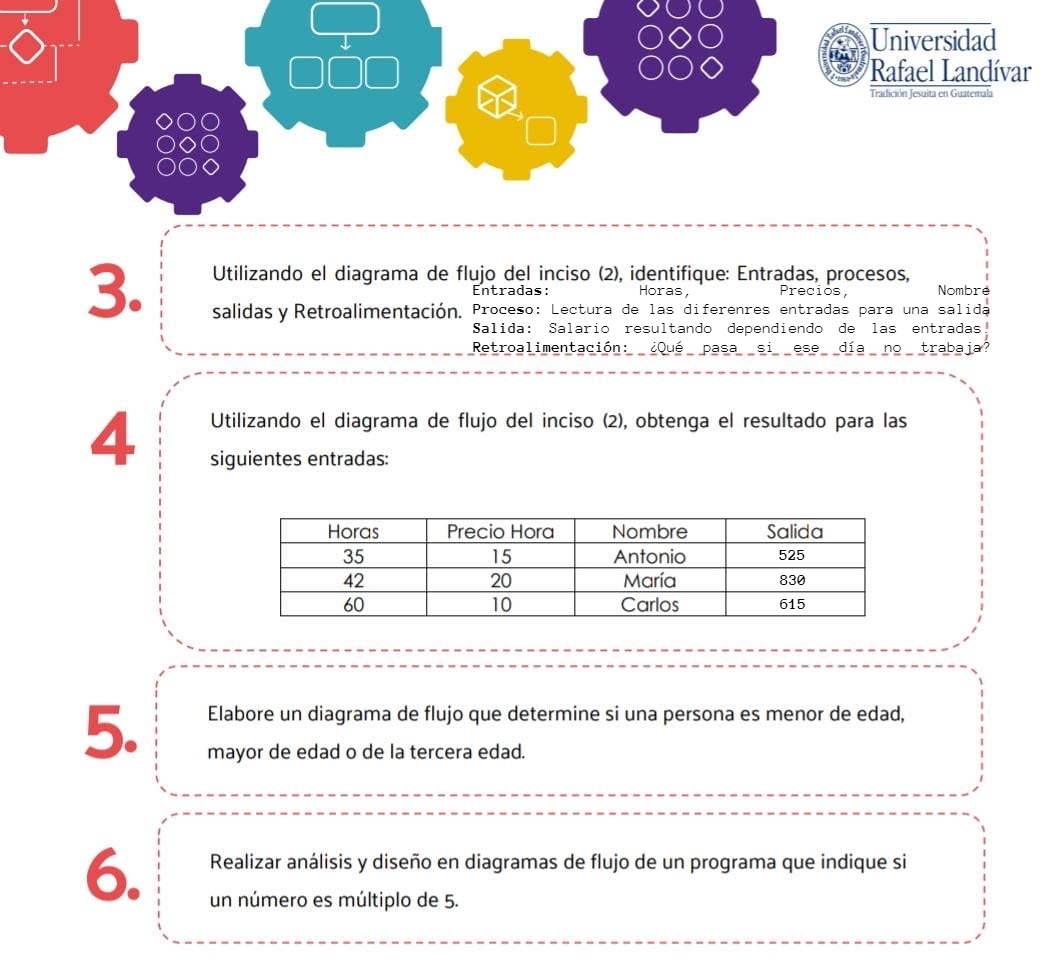 Universidad
Rafael Landívar
Tradición Jesuita en Guatemala
3.
Utilizando el diagrama de flujo del inciso (2), identifique: Entradas, procesos,
salidas y Retroalimentación.
Entradas: Horas, Precios, Nombre
Proceso: Lectura de las diferenres entradas para una salida
Salida: Salario resultando dependiendo de las entradas.
Retroalimentación: ¿Qué pasa si ese día no trabaja?
4
Utilizando el diagrama de flujo del inciso (2), obtenga el resultado para las
siguientes entradas:
Horas Precio Hora Nombre Salida
35 15 Antonio 525
42 20 María 830
60 10 Carlos 615
5.
Elabore un diagrama de flujo que determine si una persona es menor de edad,
mayor de edad o de la tercera edad.
6.
Realizar análisis y diseño en diagramas de flujo de un programa que indique si
un número es múltiplo de 5.